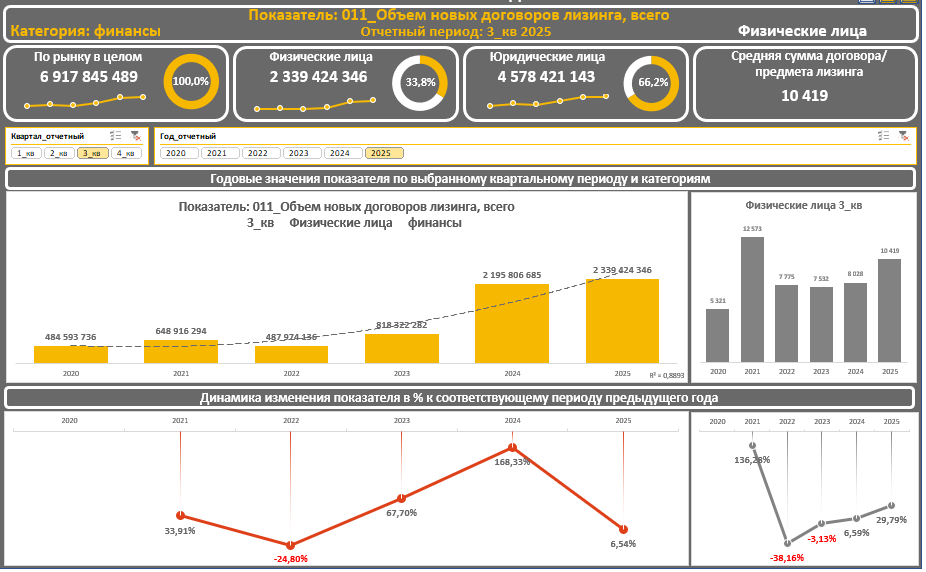 Показатель: 011_Объем новых договоров лизинга, всего
Категория: финансы
Отчетный период: 3_кв 2025
Физические лица
По рынку в целом
6 917 845 489
100,0%
Физические лица
2 339 424 346
33,8%
Юридические лица
4 578 421 143
66,2%
Средняя сумма договора/
предмета лизинга
10 419
Квартал_отчетный
1_кв 2_кв 3_кв 4_кв
Год_отчетный
2020 2021 2022 2023 2024 2025
Годовые значения показателя по выбранному квартальному периоду и категориям
Показатель: 011_Объем новых договоров лизинга, всего
3_кв Физические лица финансы
484 593 736 648 916 294 487 974 136 818 322 282 2 195 806 685 2 339 424 346
2020 2021 2022 2023 2024 2025
R² = 0,8893
Физические лица 3_кв
5 321 12 573 7 775 7 532 8 028 10 419
2020 2021 2022 2023 2024 2025
Динамика изменения показателя в % к соответствующему периоду предыдущего года
2020 2021 2022 2023 2024 2025
33,91% -24,80% 67,70% 168,33% 6,54%
2020 2021 2022 2023 2024 2025
136,28% -38,16% -3,13% 6,59% 29,79%